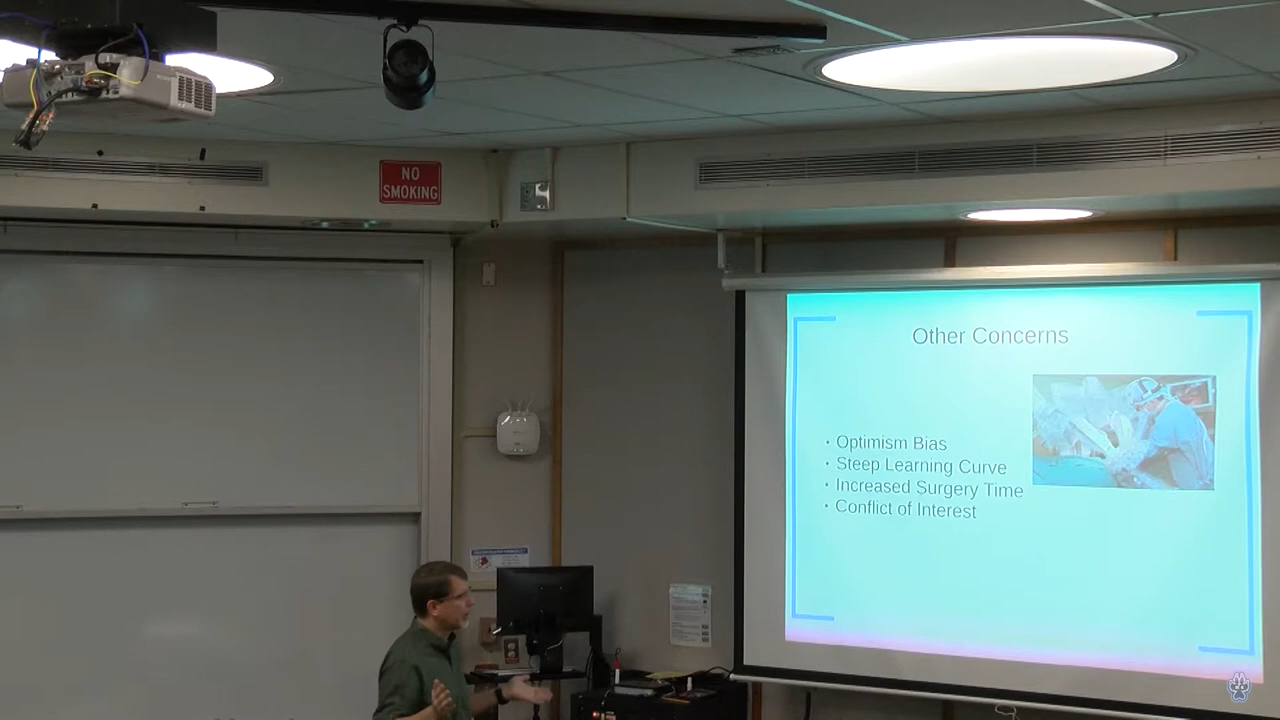 NO
SMOKING
Other Concerns
• Optimism Bias
• Steep Learning Curve
• Increased Surgery Time
• Conflict of Interest